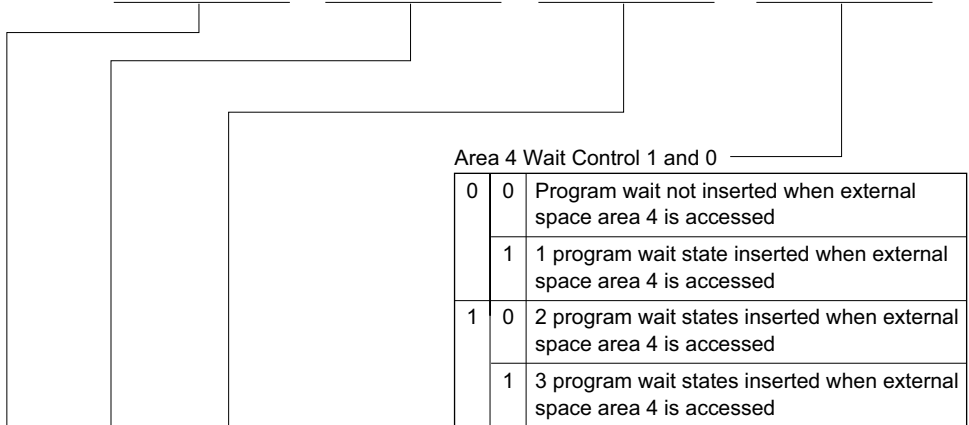 Area 4 Wait Control 1 and 0
0 0 Program wait not inserted when external
space area 4 is accessed
1 1 program wait state inserted when external
space area 4 is accessed
1 0 2 program wait states inserted when external
space area 4 is accessed
1 3 program wait states inserted when external
space area 4 is accessed